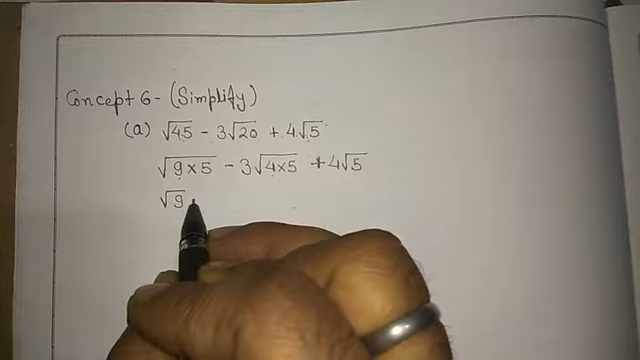 Concept 6 - (Simplify)
(a) √45 - 3√20 + 4√5
√9×5 - 3√4×5 + 4√5
√9